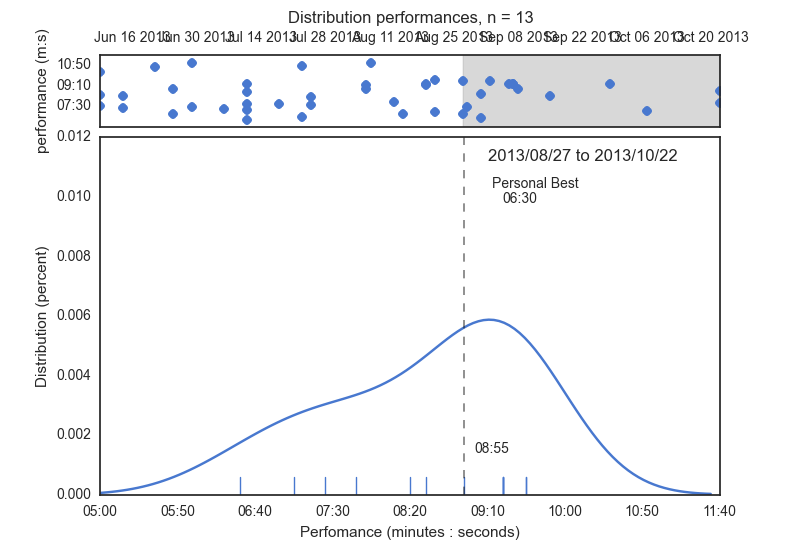 Distribution performances, n = 13
Jun 16 2013 Jun 30 2013 Jul 14 2013 Jul 28 2013 Aug 11 2013 Aug 25 2013 Sep 08 2013 Sep 22 2013 Oct 06 2013 Oct 20 2013
performance (m:s)
10:50
09:10
07:30
0.012
2013/08/27 to 2013/10/22
Personal Best
06:30
0.010
0.008
Distribution (percent)
0.006
0.004
0.002
08:55
0.000
05:00 05:50 06:40 07:30 08:20 09:10 10:00 10:50 11:40
Perfomance (minutes : seconds)